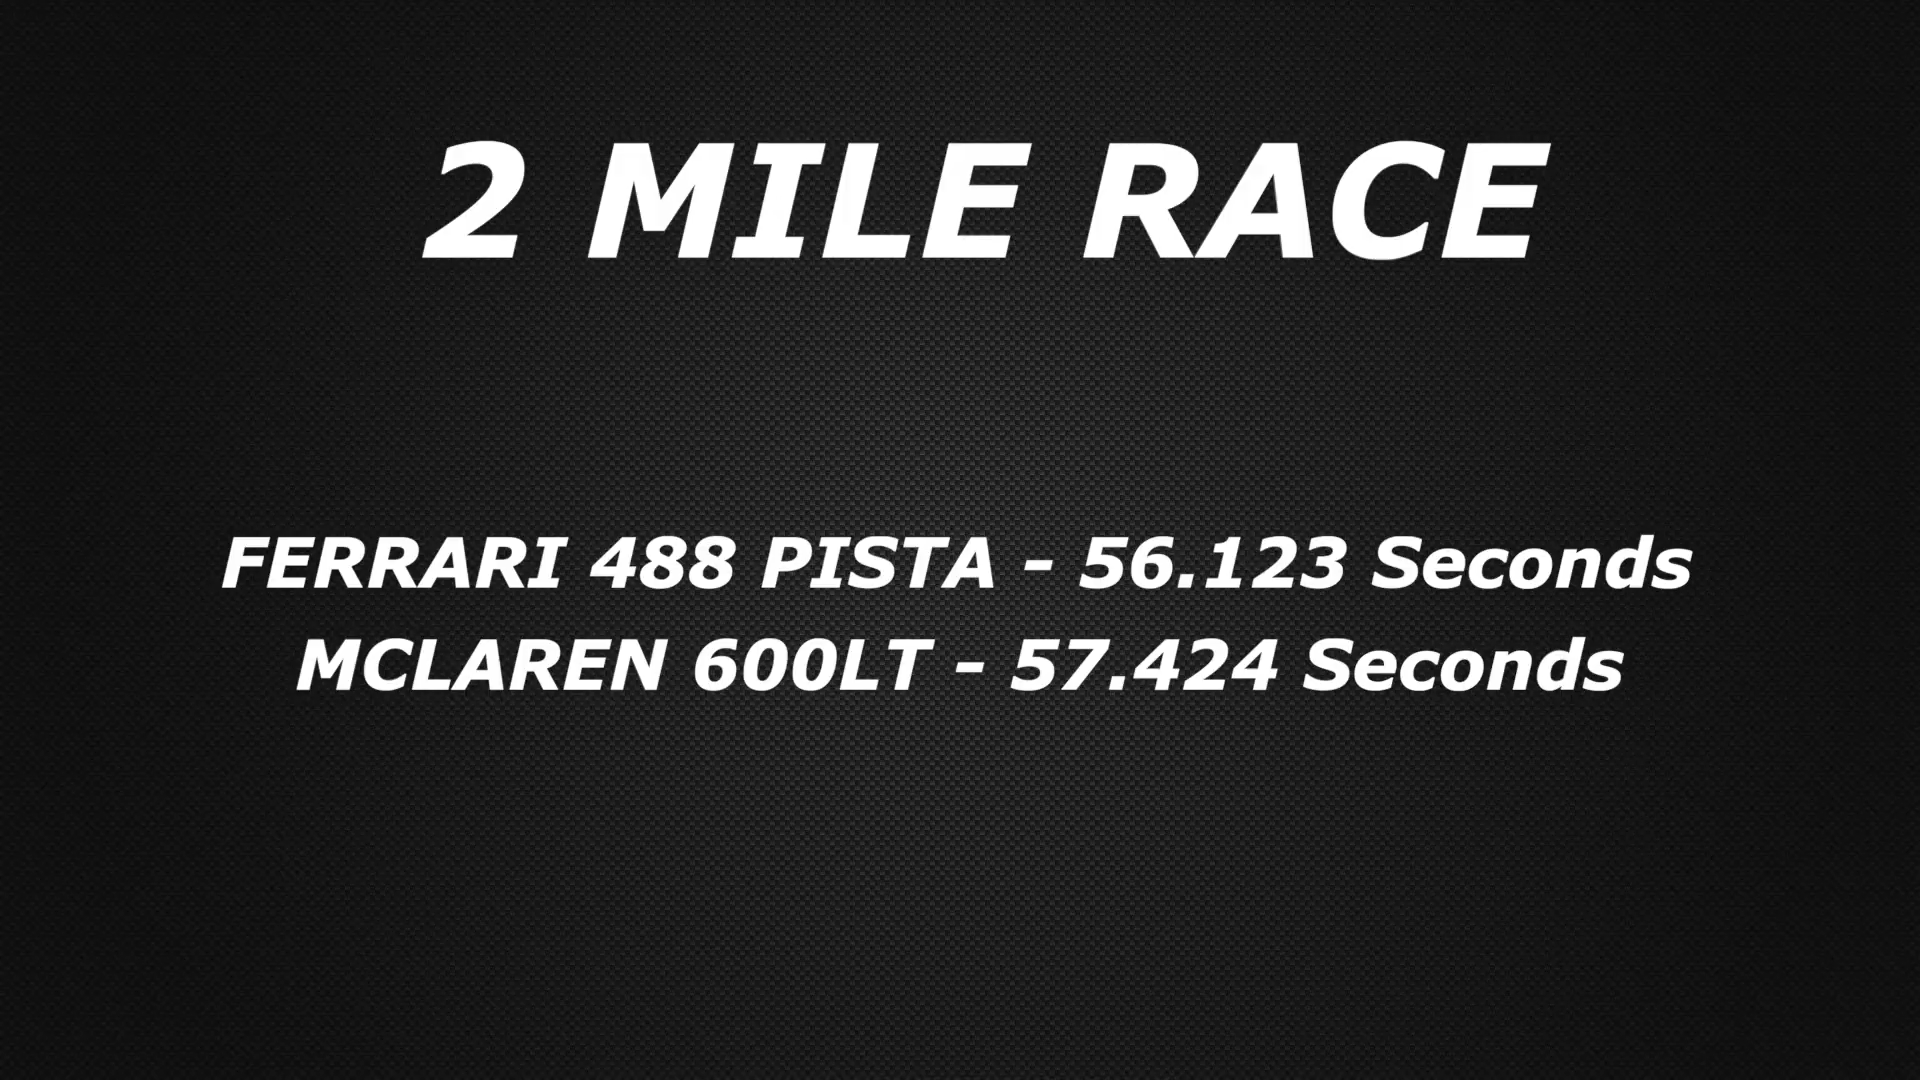 2 MILE RACE
FERRARI 488 PISTA - 56.123 Seconds
MCLAREN 600LT - 57.424 Seconds